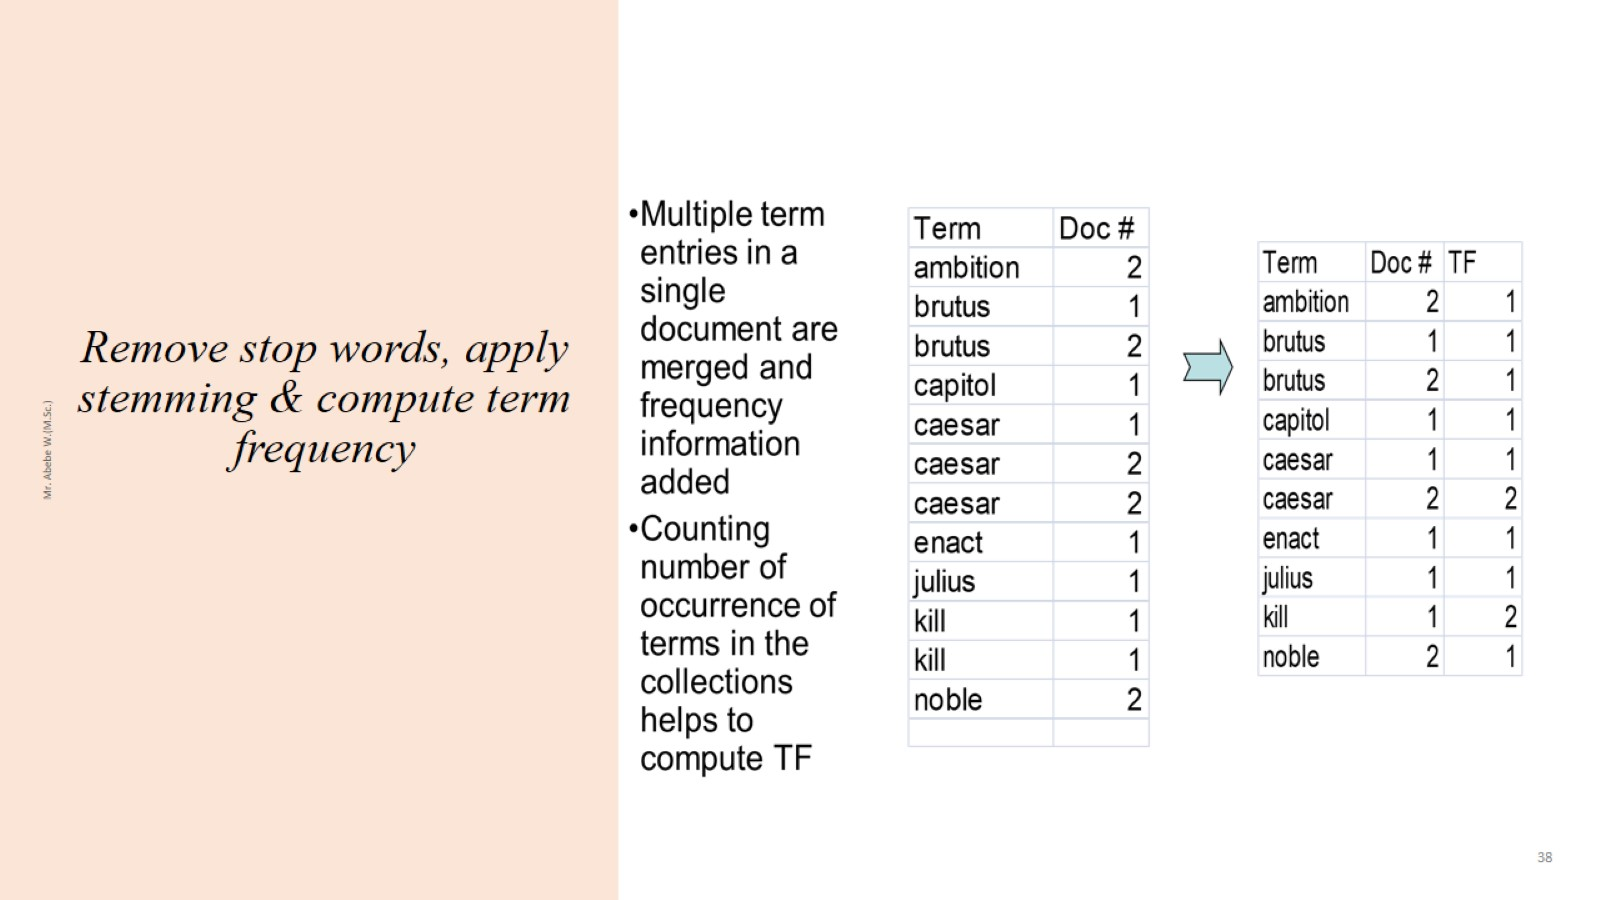 Remove stop words, apply
stemming & compute term
frequency
Mr. Abebe W.(M.Sc.)
•Multiple term
entries in a
single
document are
merged and
frequency
information
added
•Counting
number of
occurrence of
terms in the
collections
helps to
compute TF
Term Doc #
ambition 2
brutus 1
brutus 2
capitol 1
caesar 1
caesar 2
caesar 2
enact 1
julius 1
kill 1
kill 1
noble 2
Term Doc # TF
ambition 2 1
brutus 1 1
brutus 2 1
capitol 1 1
caesar 1 1
caesar 2 2
enact 1 1
julius 1 1
kill 1 2
noble 2 1
38